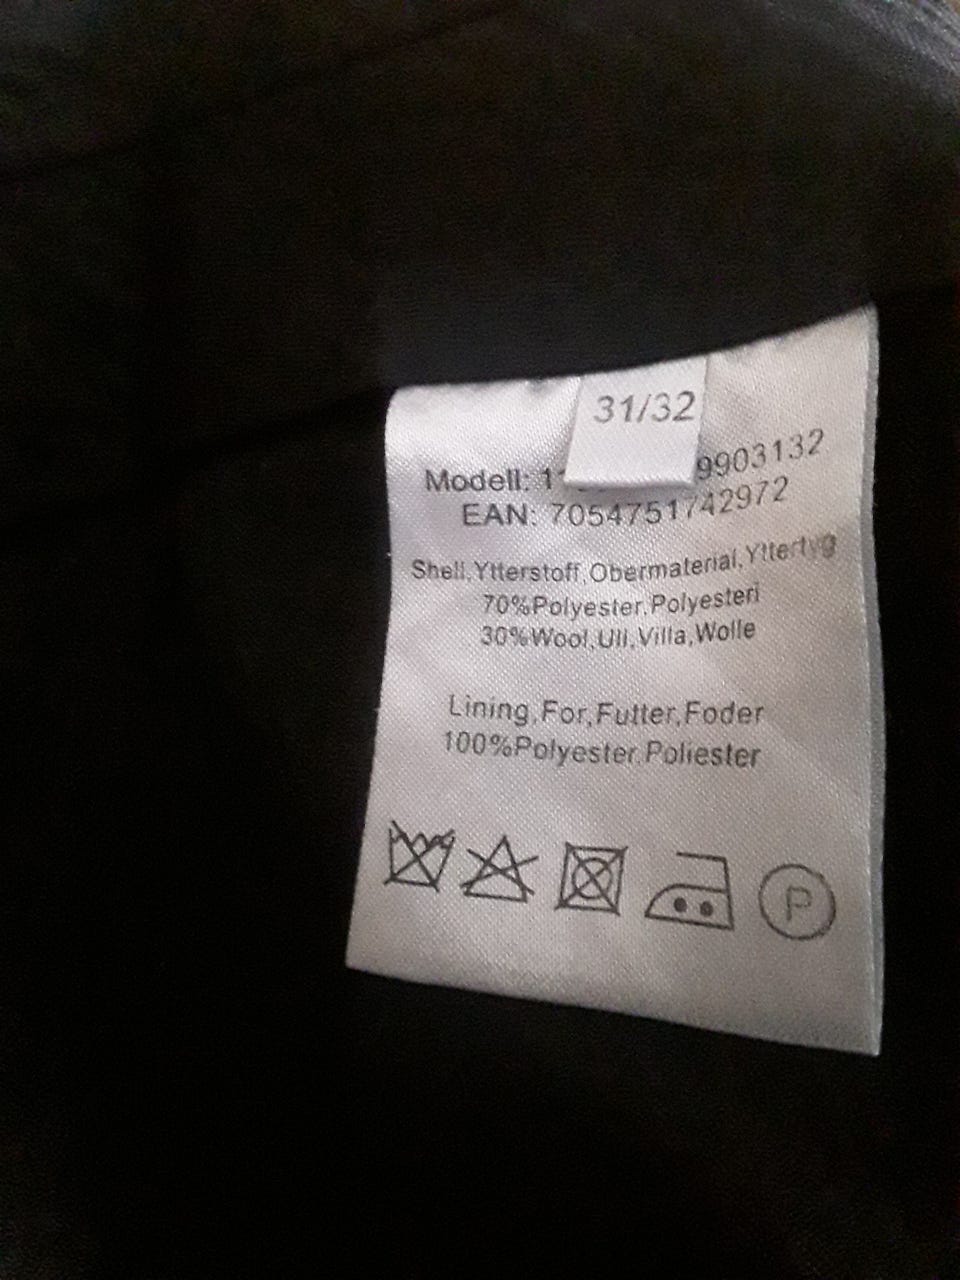 31/32
Modell: 1 9903132
EAN: 7054751742972
Shell,Ytterstoff,Obermaterial,Yttertyg
70%Polyester,Polyesteri
30%Wool,Ull,Villa,Wolle
Lining,For,Futter,Foder
100%Polyester,Poliester
P